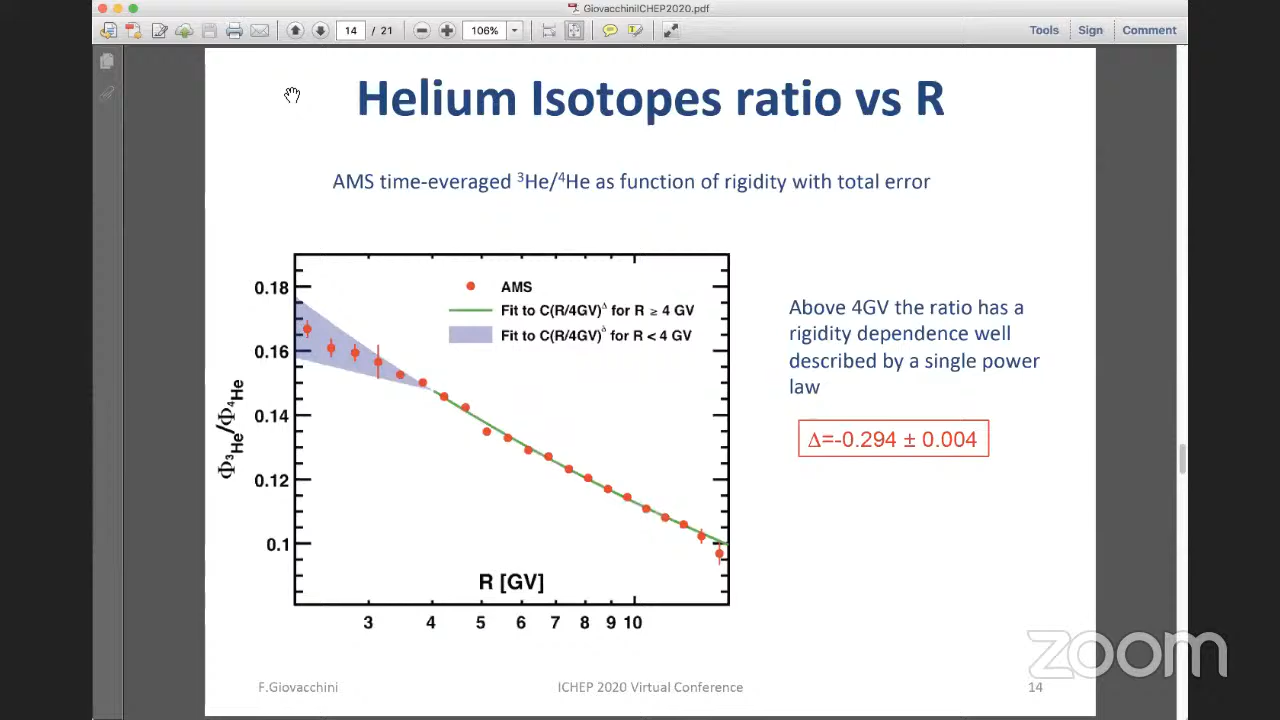 GiovacchiniICHEP2020.pdf
14 / 21
106%
Tools Sign Comment
Helium Isotopes ratio vs R
AMS time-averaged ³He/⁴He as function of rigidity with total error
0.18
0.16
0.14
0.12
0.1
Φ³He/Φ⁴He
AMS
Fit to C(R/4GV)^Δ for R ≥ 4 GV
Fit to C(R/4GV)^δ for R < 4 GV
R [GV]
3 4 5 6 7 8 9 10
Above 4GV the ratio has a
rigidity dependence well
described by a single power
law
Δ=-0.294 ± 0.004
zoom
F.Giovacchini
ICHEP 2020 Virtual Conference
14